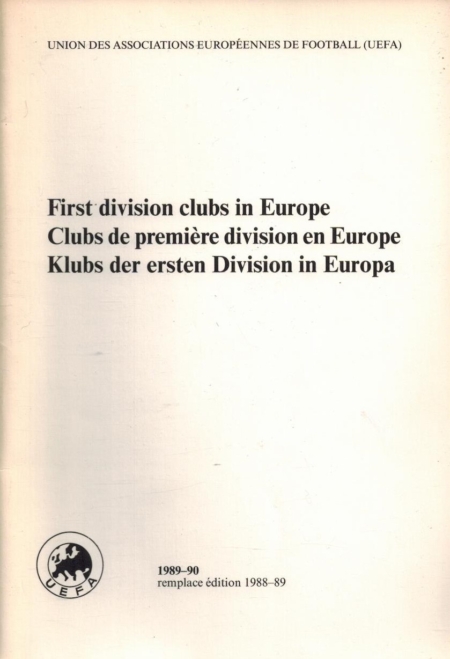 UNION DES ASSOCIATIONS EUROPÉENNES DE FOOTBALL (UEFA)
First division clubs in Europe
Clubs de première division en Europe
Klubs der ersten Division in Europa
UEFA
1989–90
remplace édition 1988–89